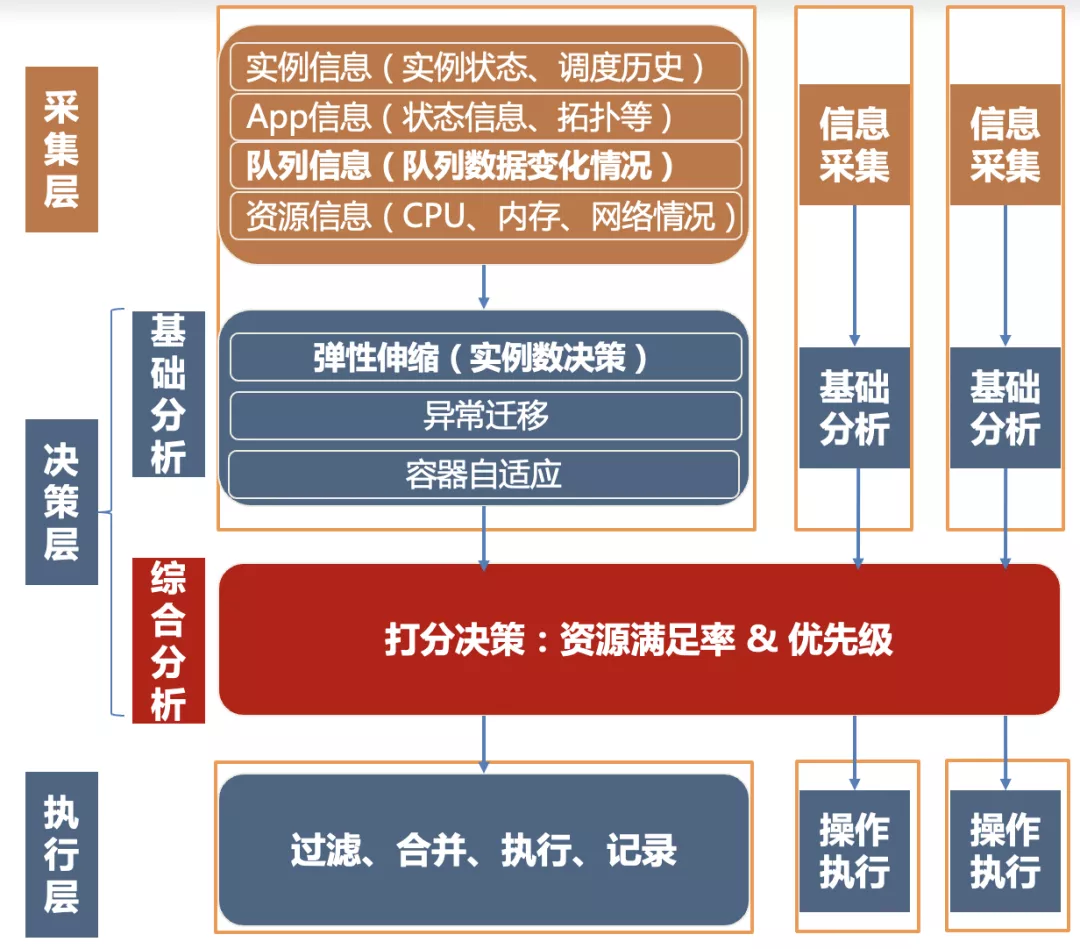 采集层
实例信息（实例状态、调度历史）
App信息（状态信息、拓扑等）
队列信息（队列数据变化情况）
资源信息（CPU、内存、网络情况）
信息
采集
信息
采集
决策层
基础分析
弹性伸缩（实例数决策）
异常迁移
容器自适应
基础
分析
基础
分析
综合分析
打分决策：资源满足率 & 优先级
执行层
过滤、合并、执行、记录
操作
执行
操作
执行